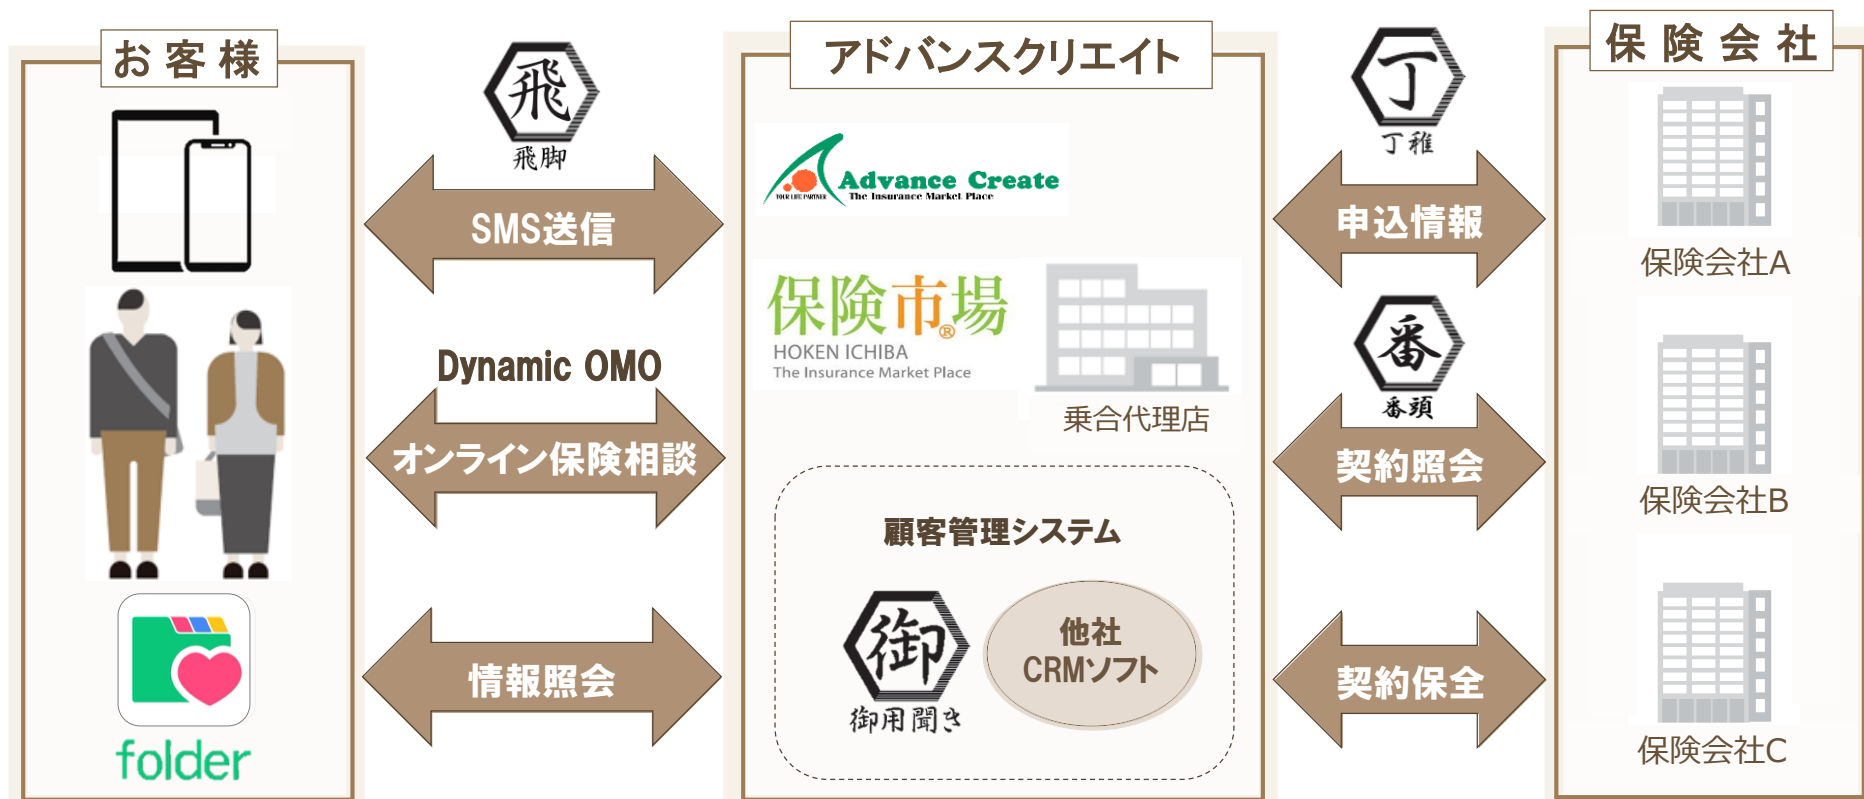 お客様
folder
飛
飛脚
SMS送信
Dynamic OMO
オンライン保険相談
情報照会
アドバンスクリエイト
Advance Create
YOUR LIFE PARTNER
The Insurance Market Place
保険市場®
HOKEN ICHIBA
The Insurance Market Place
乗合代理店
顧客管理システム
御
御用聞き
他社
CRMソフト
丁
丁稚
申込情報
番
番頭
契約照会
契約保全
保険会社
保険会社A
保険会社B
保険会社C